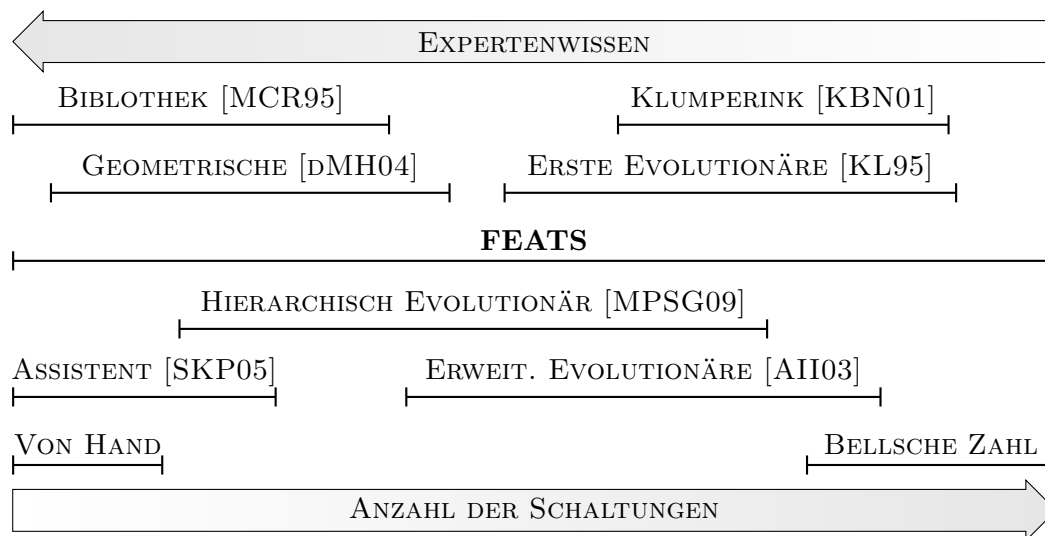 EXPERTENWISSEN
BIBLOTHEK [MCR95] KLUMPERINK [KBN01]
GEOMETRISCHE [DMH04] ERSTE EVOLUTIONÄRE [KL95]
FEATS
HIERARCHISCH EVOLUTIONÄR [MPSG09]
ASSISTENT [SKP05] ERWEIT. EVOLUTIONÄRE [AII03]
VON HAND BELLSCHE ZAHL
ANZAHL DER SCHALTUNGEN